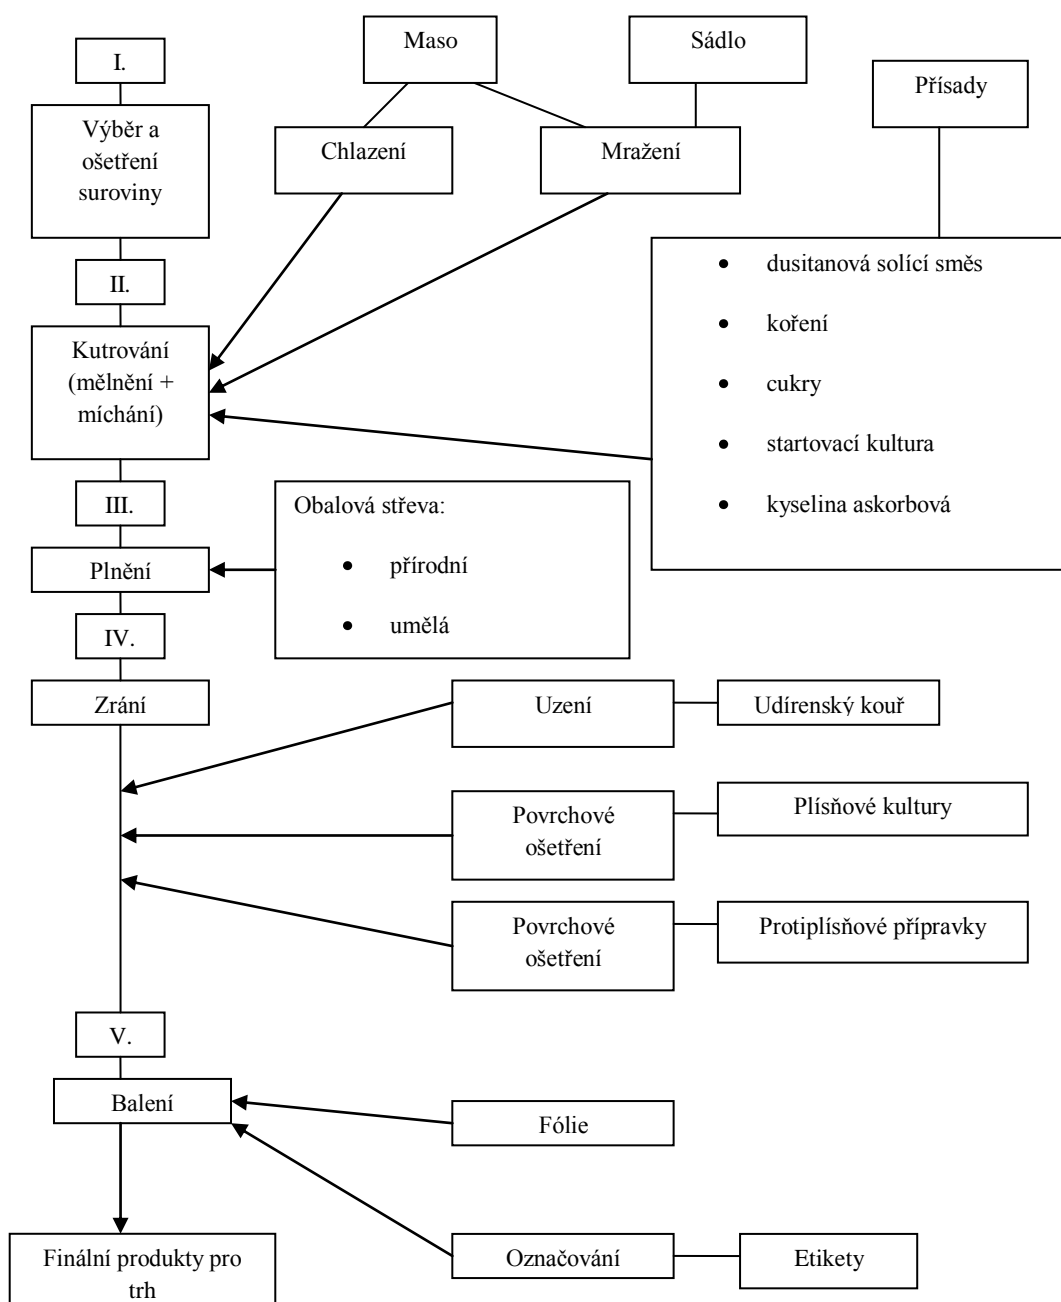 I.
Maso
Sádlo
Přísady
Výběr a
ošetření
suroviny
Chlazení
Mražení
II.
• dusitanová solící směs
• koření
• cukry
• startovací kultura
• kyselina askorbová
Kutrování
(mělnění +
míchání)
III.
Obalová střeva:
• přírodní
• umělá
Plnění
IV.
Zrání
Uzení
Udírenský kouř
Povrchové
ošetření
Plísňové kultury
Povrchové
ošetření
Protiplísňové přípravky
V.
Balení
Fólie
Finální produkty pro
trh
Označování
Etikety